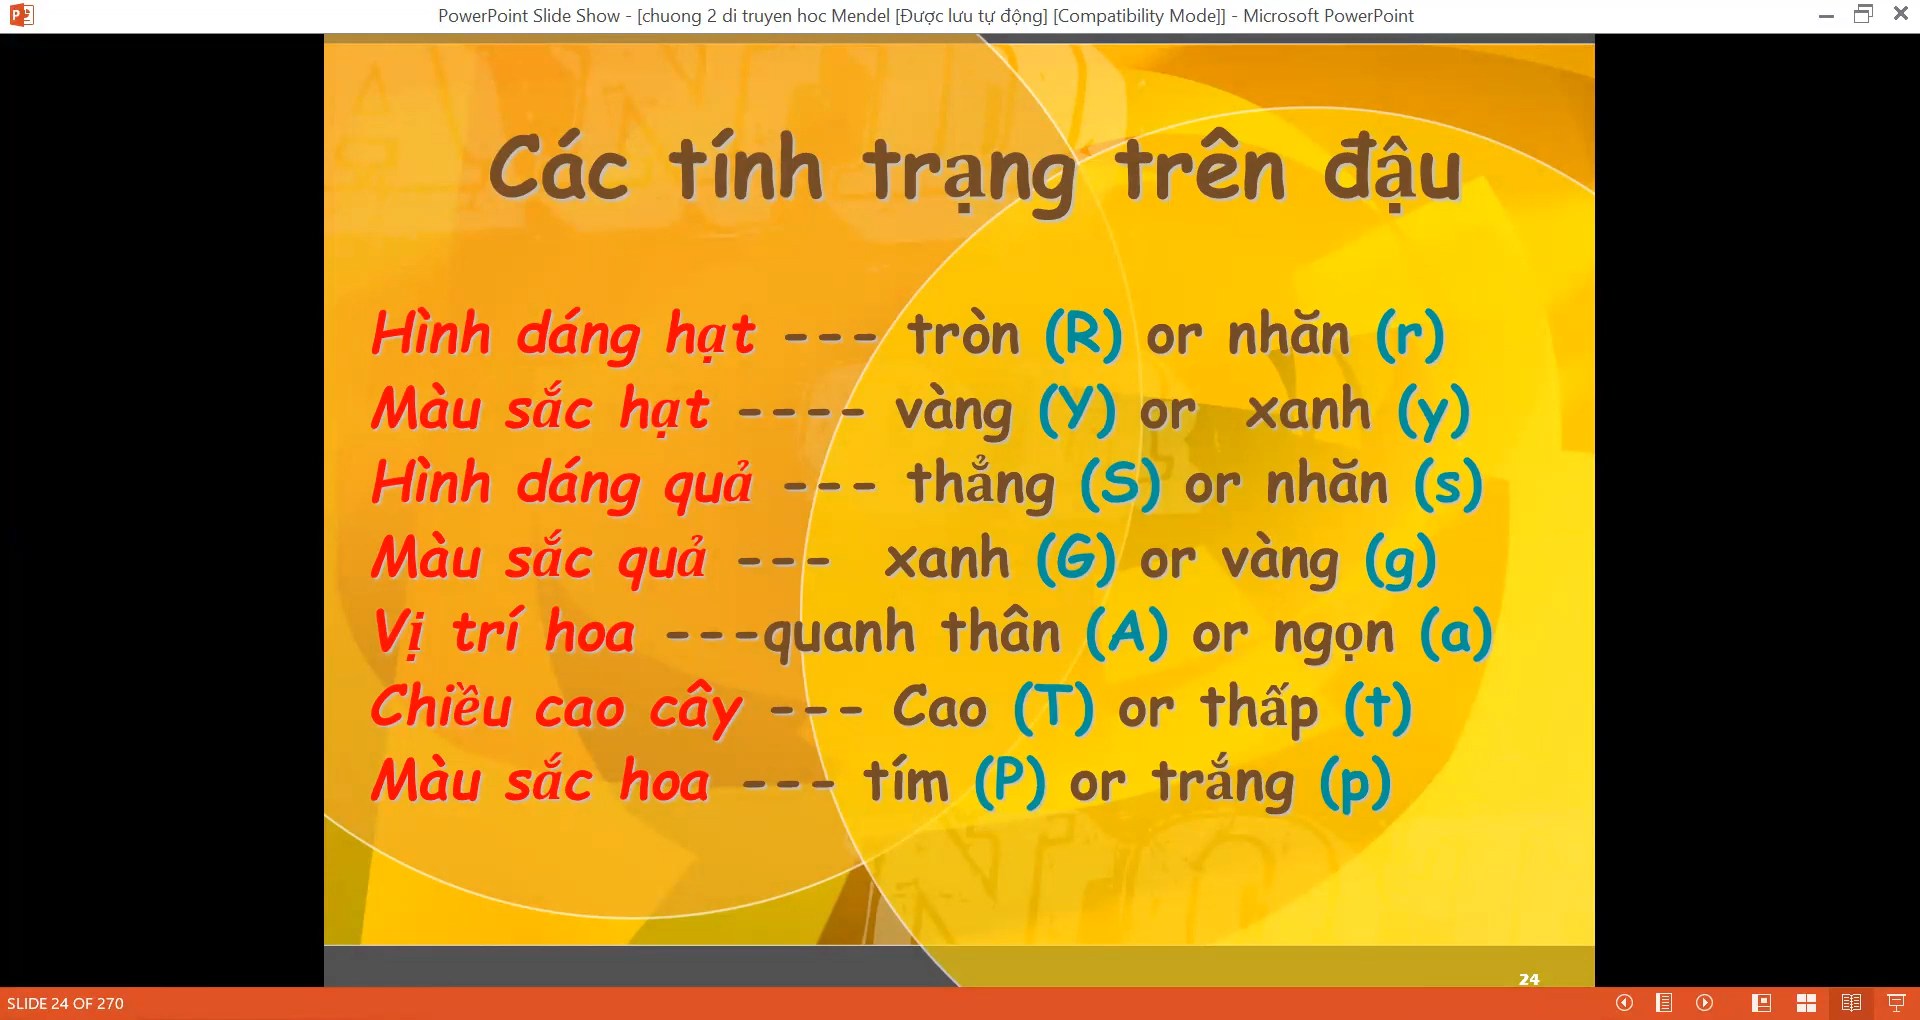 PowerPoint Slide Show - [chuong 2 di truyen hoc Mendel [Được lưu tự động] [Compatibility Mode]] - Microsoft PowerPoint
Các tính trạng trên đậu
Hình dáng hạt --- tròn (R) or nhăn (r)
Màu sắc hạt ---- vàng (Y) or xanh (y)
Hình dáng quả --- thẳng (S) or nhăn (s)
Màu sắc quả --- xanh (G) or vàng (g)
Vị trí hoa ---quanh thân (A) or ngọn (a)
Chiều cao cây --- Cao (T) or thấp (t)
Màu sắc hoa --- tím (P) or trắng (p)
24
SLIDE 24 OF 270